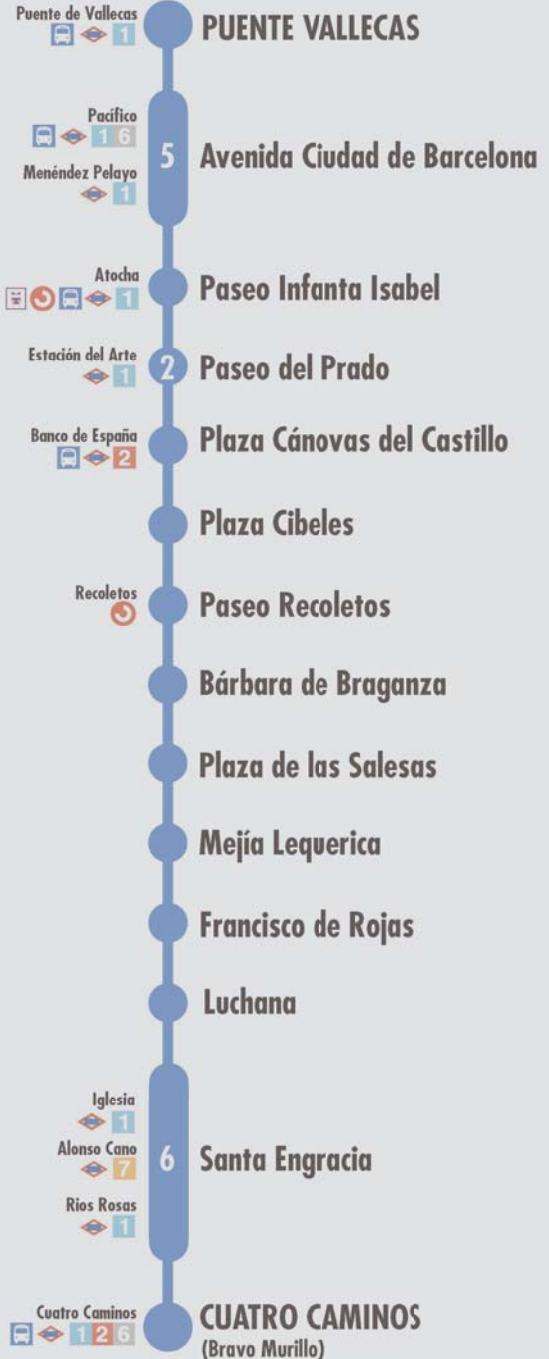 Puente de Vallecas
1
PUENTE VALLECAS
Pacífico
1 6
Menéndez Pelayo
1
5
Avenida Ciudad de Barcelona
Atocha
1
Paseo Infanta Isabel
Estación del Arte
1
2
Paseo del Prado
Banco de España
2
Plaza Cánovas del Castillo
Plaza Cibeles
Recoletos
Paseo Recoletos
Bárbara de Braganza
Plaza de las Salesas
Mejía Lequerica
Francisco de Rojas
Luchana
Iglesia
1
Alonso Cano
7
Rios Rosas
1
6
Santa Engracia
Cuatro Caminos
1 2 6
CUATRO CAMINOS
(Bravo Murillo)